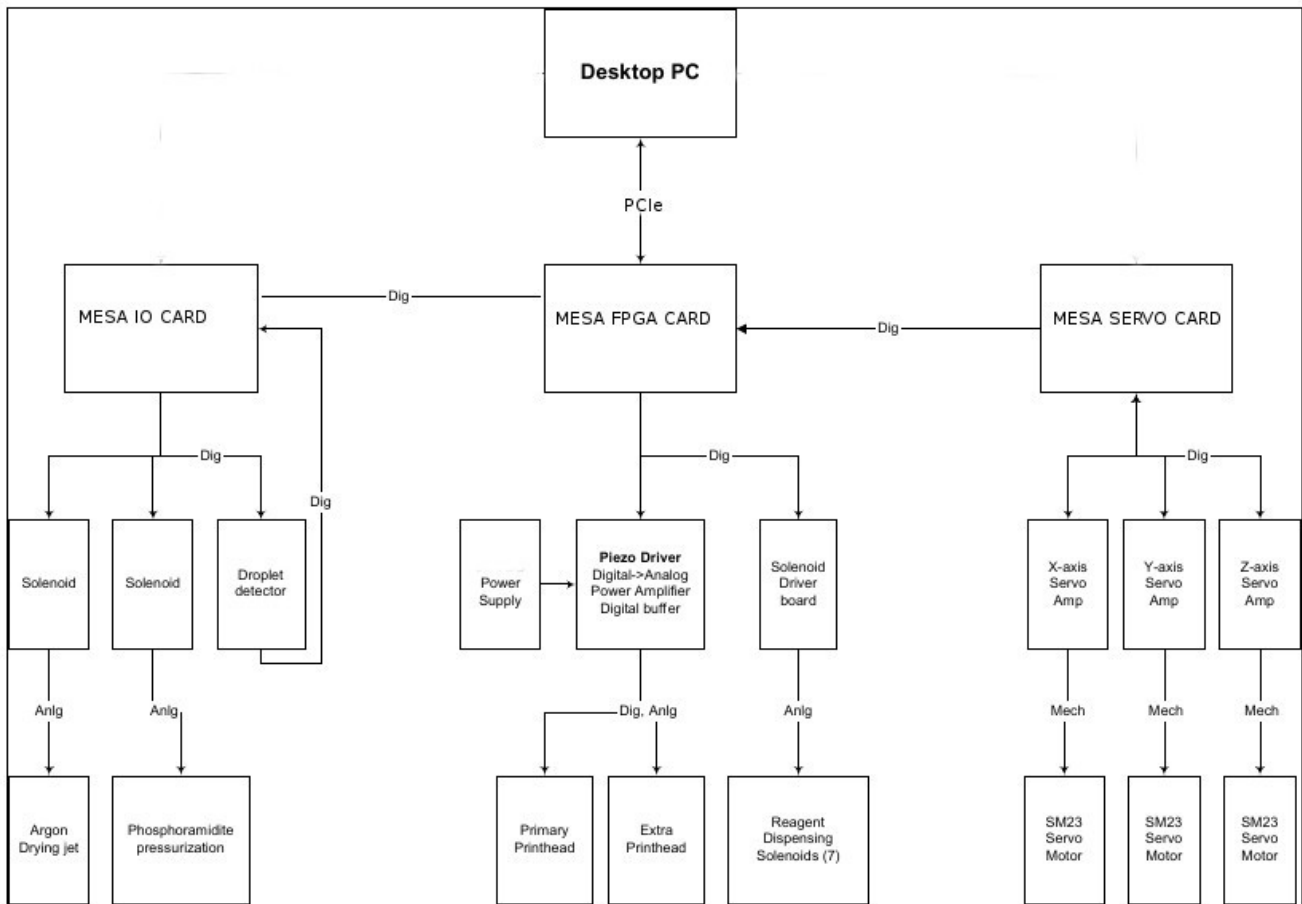 Desktop PC
PCIe
MESA IO CARD
Dig
MESA FPGA CARD
Dig
MESA SERVO CARD
Dig
Dig
Dig
Dig
Solenoid
Solenoid
Droplet
detector
Power
Supply
Piezo Driver
Digital->Analog
Power Amplifier
Digital buffer
Solenoid
Driver
board
X-axis
Servo
Amp
Y-axis
Servo
Amp
Z-axis
Servo
Amp
Anlg
Anlg
Dig, Anlg
Anlg
Mech
Mech
Mech
Argon
Drying jet
Phosphoramidite
pressurization
Primary
Printhead
Extra
Printhead
Reagent
Dispensing
Solenoids (7)
SM23
Servo
Motor
SM23
Servo
Motor
SM23
Servo
Motor